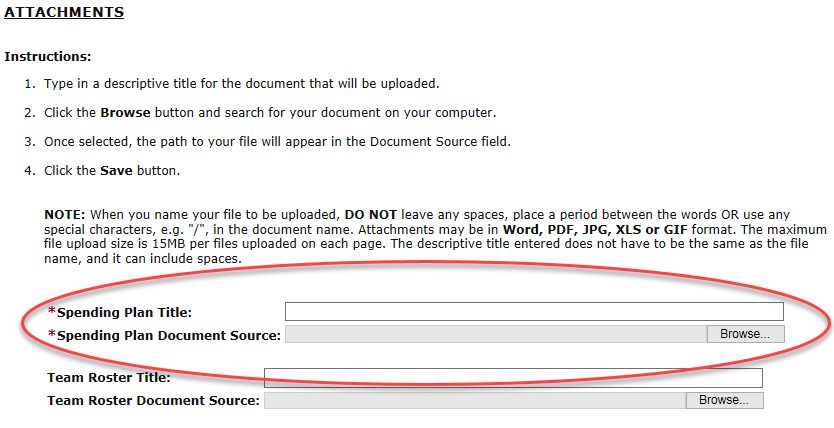 ATTACHMENTS
Instructions:
1. Type in a descriptive title for the document that will be uploaded.
2. Click the Browse button and search for your document on your computer.
3. Once selected, the path to your file will appear in the Document Source field.
4. Click the Save button.
NOTE: When you name your file to be uploaded, DO NOT leave any spaces, place a period between the words OR use any
special characters, e.g. "/", in the document name. Attachments may be in Word, PDF, JPG, XLS or GIF format. The maximum
file upload size is 15MB per files uploaded on each page. The descriptive title entered does not have to be the same as the file
name, and it can include spaces.
*Spending Plan Title:
*Spending Plan Document Source: Browse...
Team Roster Title:
Team Roster Document Source: Browse...